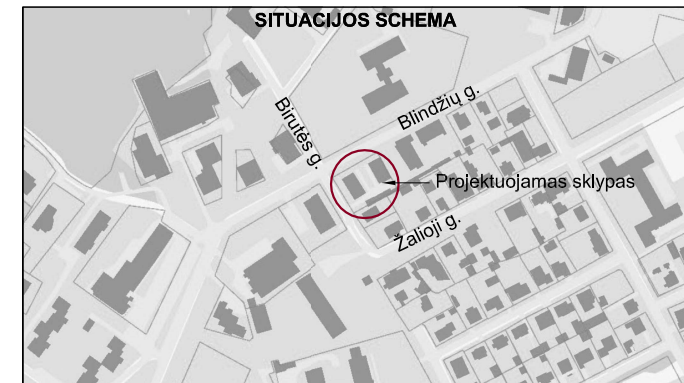 SITUACIJOS SCHEMA
Birutės g.
Blindžių g.
Projektuojamas sklypas
Žalioji g.